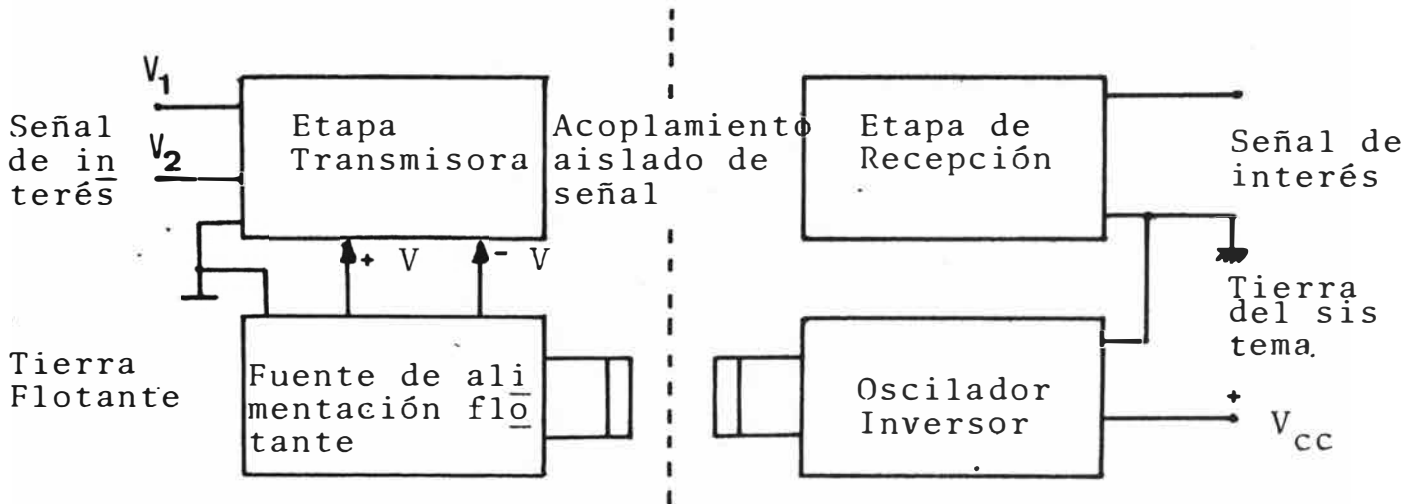 V1
Señal
de in
terés
V2
Etapa
Transmisora
Acoplamiento
aislado de
señal
Etapa de
Recepción
Señal de
interés
+ V
- V
Tierra
del sis
tema.
Tierra
Flotante
Fuente de ali
mentación flo
tante
Oscilador
Inversor
+
Vcc